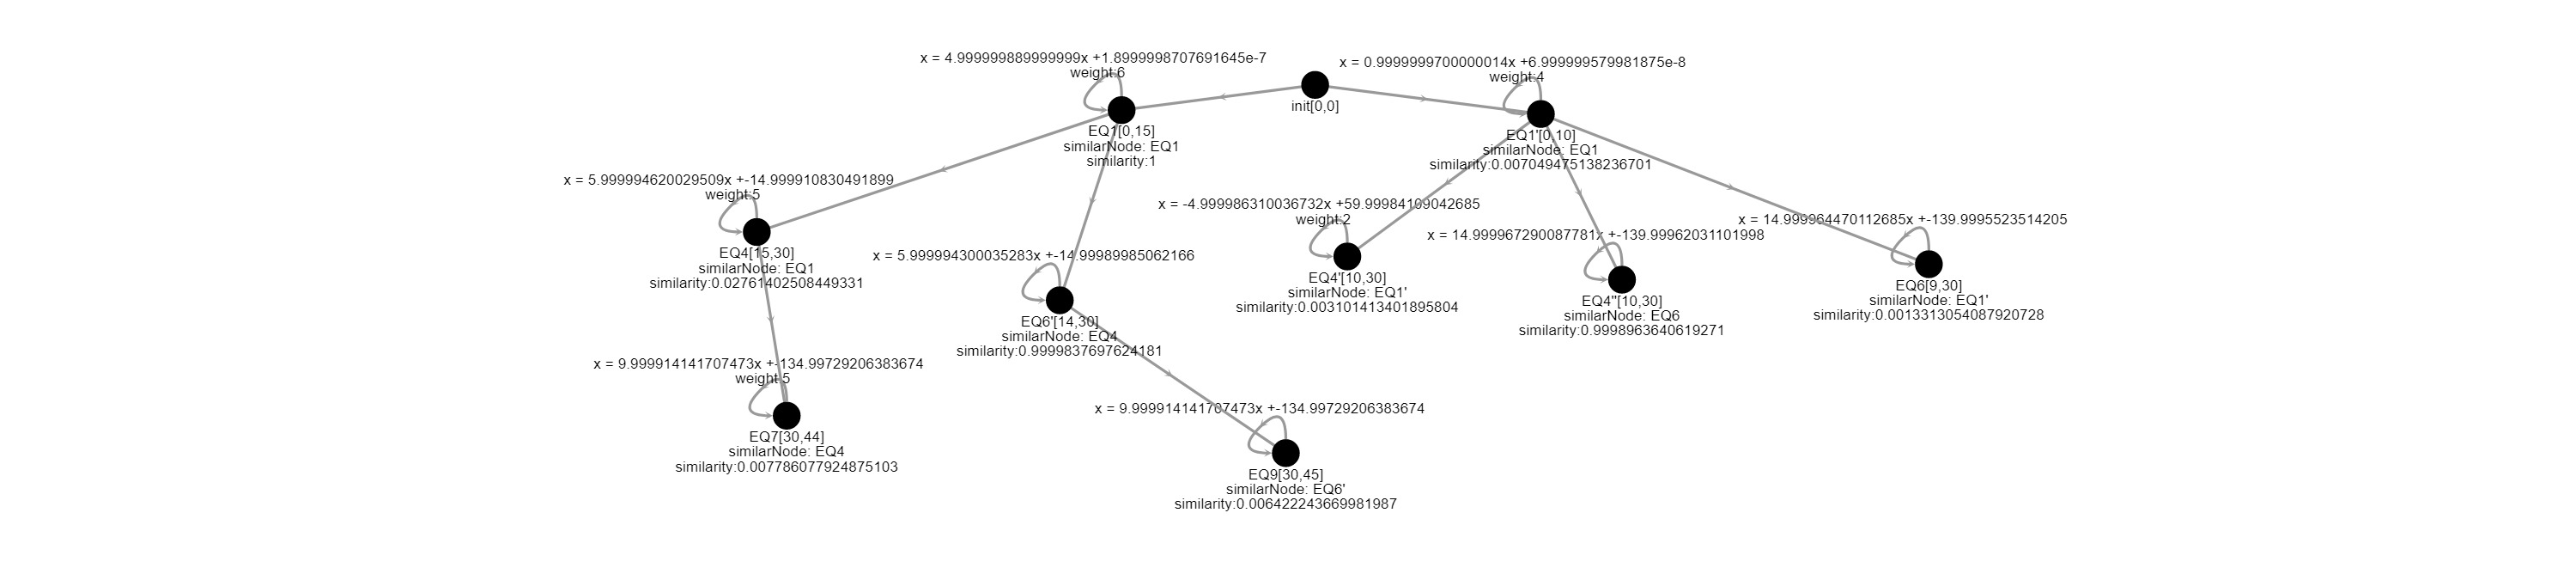 x = 4.999999889999999x +1.8999998707691645e-7
weight:6
x = 0.9999999700000014x +6.999999579981875e-8
weight:4
init[0,0]
EQ1[0,15]
similarNode: EQ1
similarity:1
EQ1'[0,10]
similarNode: EQ1
similarity:0.0070494751382367​01
x = 5.999994620029509x +-14.999910830491899
weight:5
x = -4.999986310036732x +59.99984109042685
weight:2
x = 14.999964470112685x +-139.9995523514205
x = 14.999967290087781x +-139.99962031101998
EQ4[15,30]
similarNode: EQ1
similarity:0.02761402508449331
x = 5.999994300035283x +-14.99989985062166
EQ4'[10,30]
similarNode: EQ1'
similarity:0.003101413401895804
EQ4''[10,30]
similarNode: EQ6
similarity:0.9998963640619271
EQ6[9,30]
similarNode: EQ1'
similarity:0.0013313054087920728
EQ6'[14,30]
similarNode: EQ4
similarity:0.9999837697624181
x = 9.999914141707473x +-134.99729206383674
weight:5
EQ7[30,44]
similarNode: EQ4
similarity:0.007786077924875103
x = 9.999914141707473x +-134.99729206383674
EQ9[30,45]
similarNode: EQ6'
similarity:0.006422243669981987